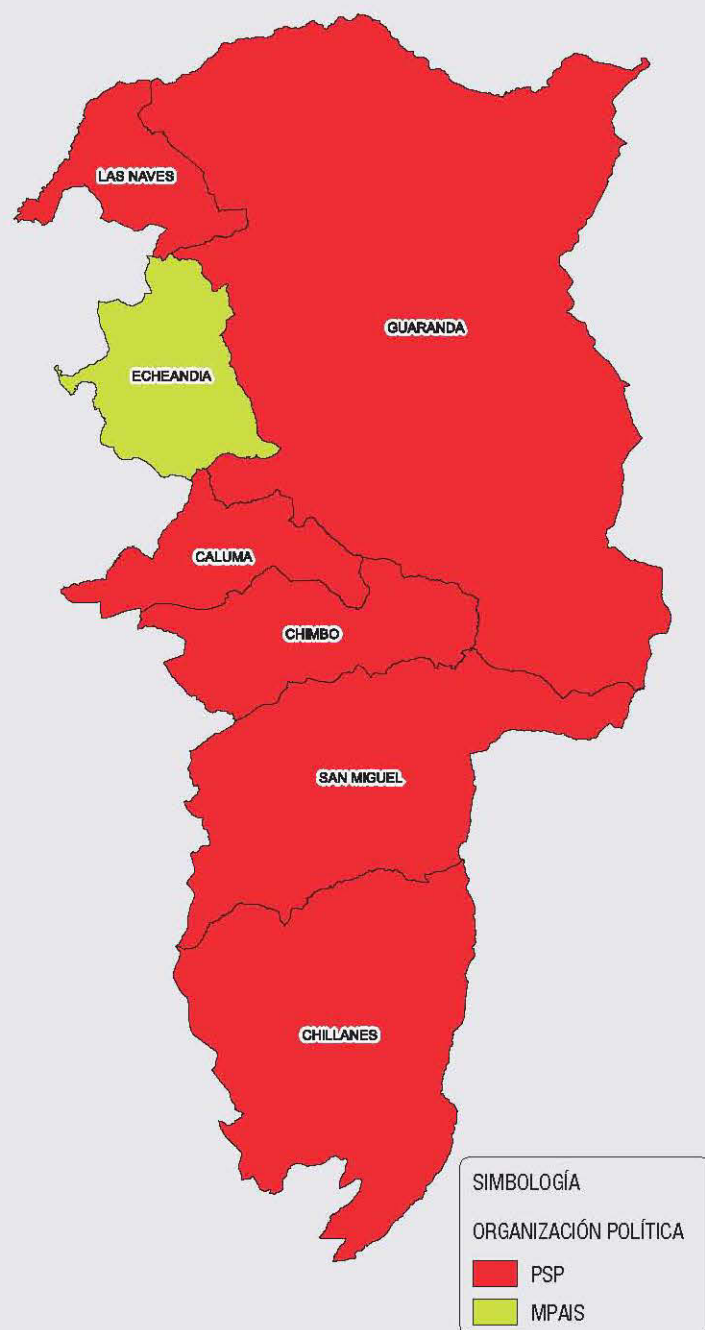 LAS NAVES
GUARANDA
ECHEANDIA
CALUMA
CHIMBO
SAN MIGUEL
CHILLANES
SIMBOLOGÍA
ORGANIZACIÓN POLÍTICA
PSP
MPAIS